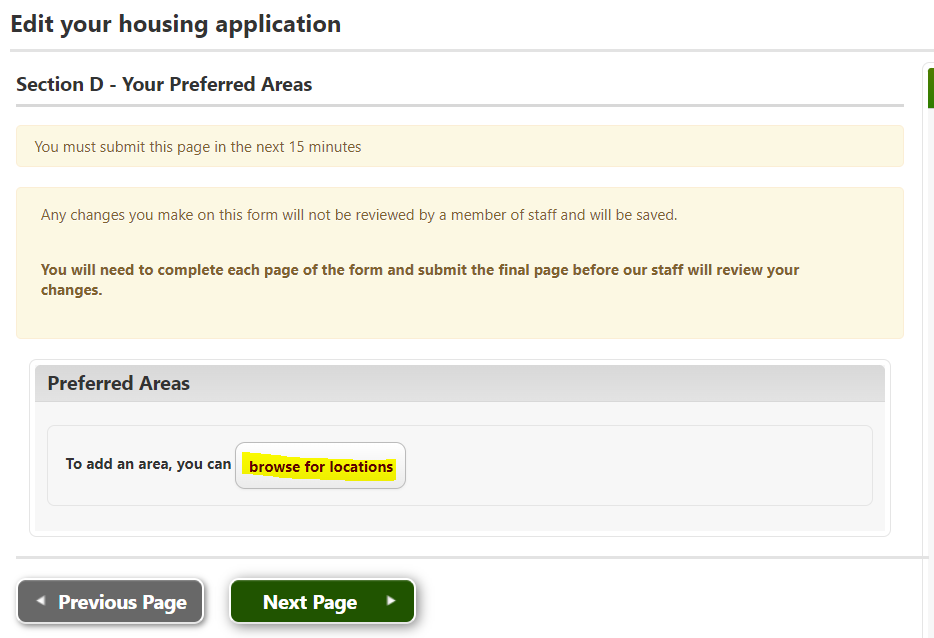 Edit your housing application
Section D - Your Preferred Areas
You must submit this page in the next 15 minutes
Any changes you make on this form will not be reviewed by a member of staff and will be saved.
You will need to complete each page of the form and submit the final page before our staff will review your
changes.
Preferred Areas
To add an area, you can browse for locations
Previous Page Next Page